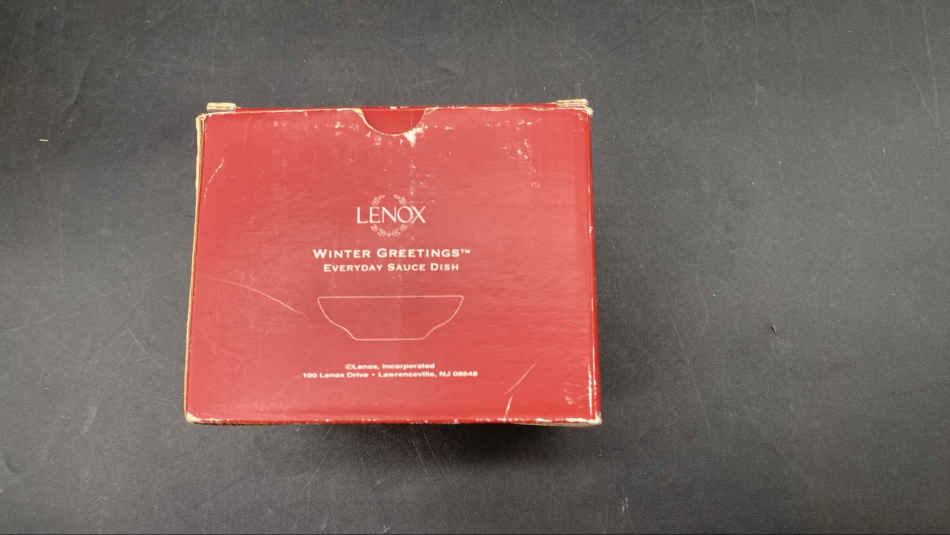 LENOX
WINTER GREETINGS™
EVERYDAY SAUCE DISH
©Lenox, Incorporated
100 Lenox Drive • Lawrenceville, NJ 08648